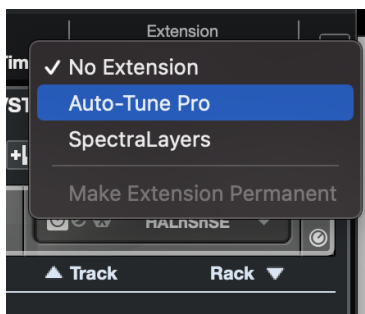 Extension
No Extension
Auto-Tune Pro
SpectraLayers
Make Extension Permanent
Track
Rack